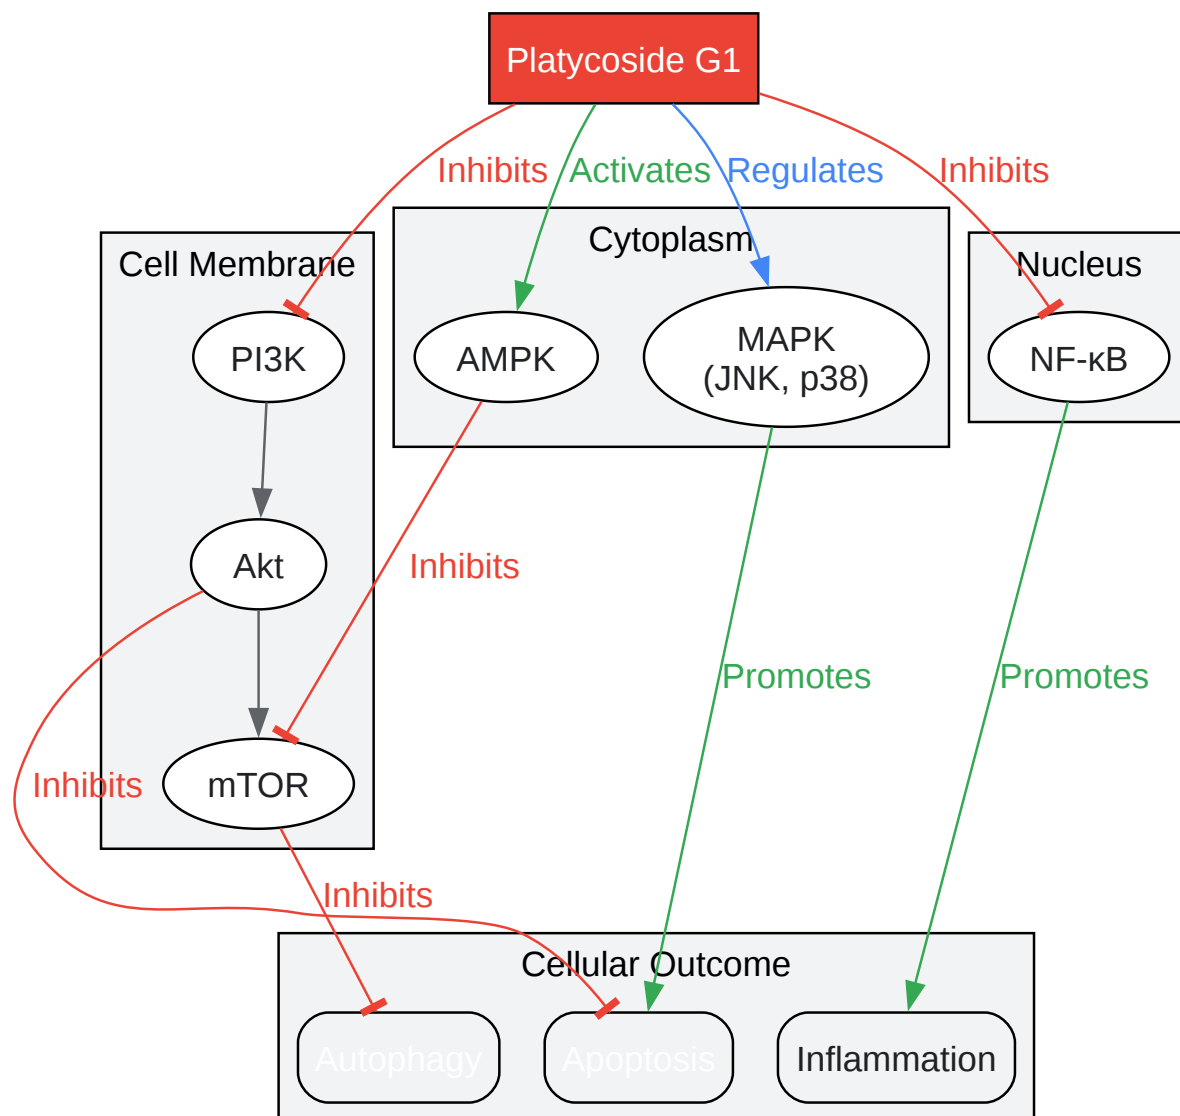 Platycoside G1
Inhibits
Activates
Regulates
Inhibits
Cell Membrane
Cytoplasm
Nucleus
PI3K
AMPK
MAPK
(JNK, p38)
NF-κB
Akt
Inhibits
Promotes
Promotes
Inhibits
mTOR
Inhibits
Cellular Outcome
Autophagy
Apoptosis
Inflammation